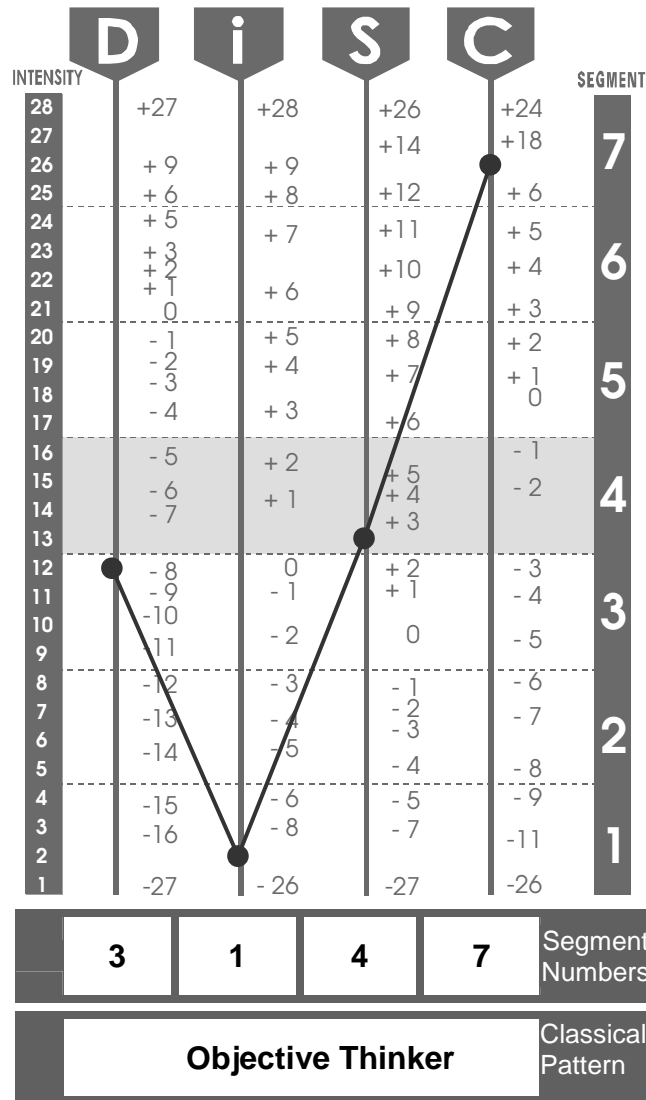 D i S C
INTENSITY SEGMENT
28 +27 +28 +26 +24
27 +14 +18 7
26 + 9 + 9
25 + 6 + 8 +12 + 6
24 + 5 + 7 +11 + 5
23 + 3 6
22 + 2 +10 + 4
+ 1 + 6
21 0 + 9 + 3
20 - 1 + 5 + 8 + 2
19 - 2 + 4 + 7 + 1 5
18 - 3 0
17 - 4 + 3 + 6
16 - 5 + 2 - 1
15 - 6 + 1 + 5 - 2 4
14 - 7 + 4
13 + 3
12 - 8 0 + 2 - 3
11 - 9 - 1 + 1 - 4 3
10 -10 - 2 0 - 5
9 -11
8 -12 - 3 - 1 - 6
7 -13 - 4 - 2 - 7 2
6 -14 - 5 - 3
5 - 4 - 8
4 -15 - 6 - 5 - 9
3 -16 - 8 - 7 -11 1
2
1 -27 - 26 -27 -26
3 1 4 7 Segment
Numbers
Objective Thinker Classical
Pattern